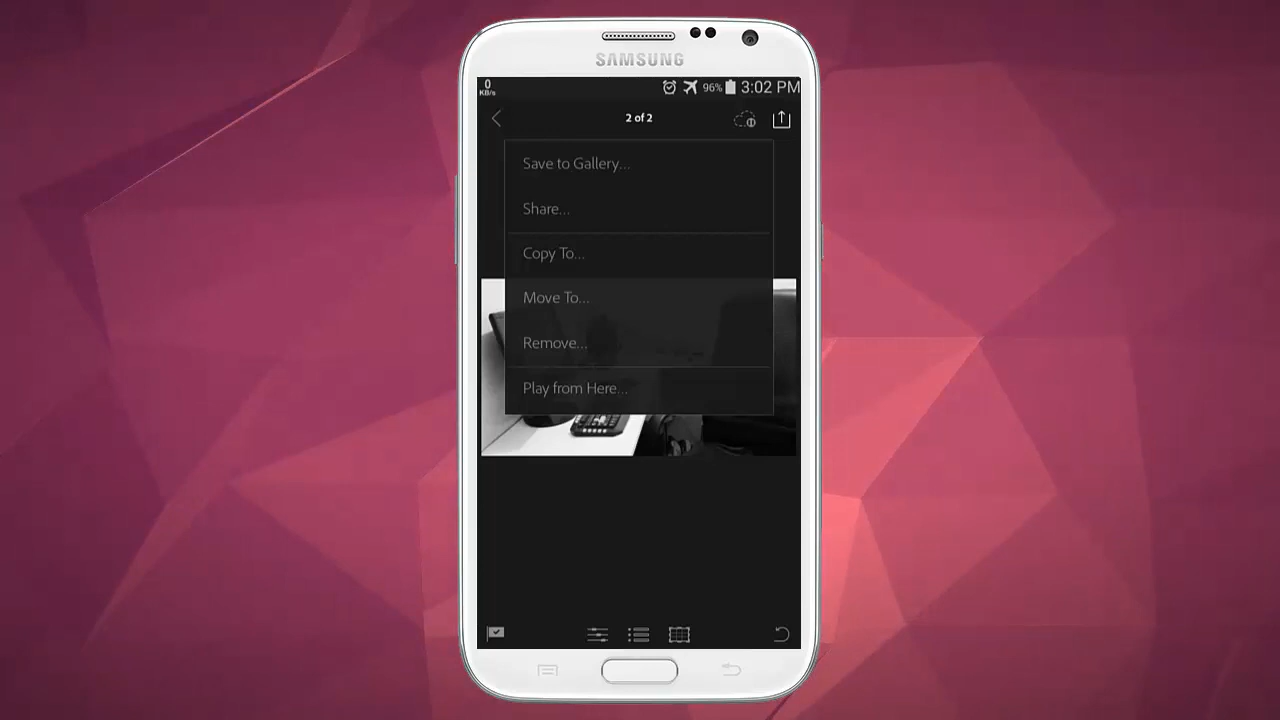 SAMSUNG
0
KB/s
96%
3:02 PM
2 of 2
Save to Gallery...
Share...
Copy To...
Move To...
Remove...
Play from Here...